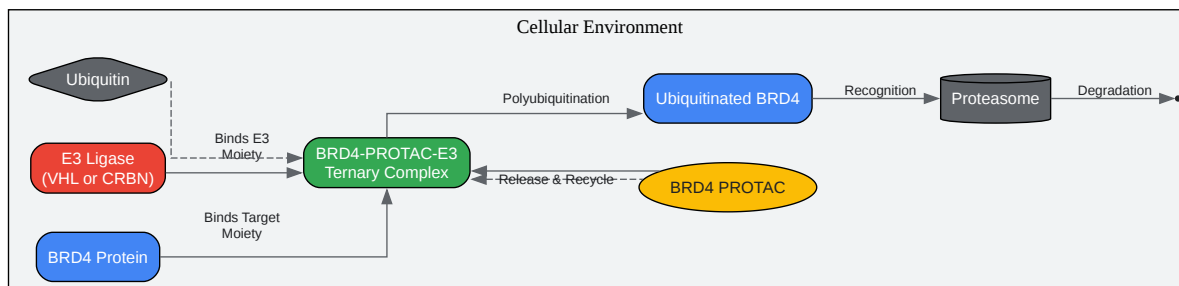 Cellular Environment
Ubiquitin
Polyubiquitination
Ubiquitinated BRD4
Recognition
Proteasome
Degradation
Binds E3
Moiety
E3 Ligase
(VHL or CRBN)
BRD4-PROTAC-E3
Ternary Complex
Release & Recycle
BRD4 PROTAC
Binds Target
Moiety
BRD4 Protein